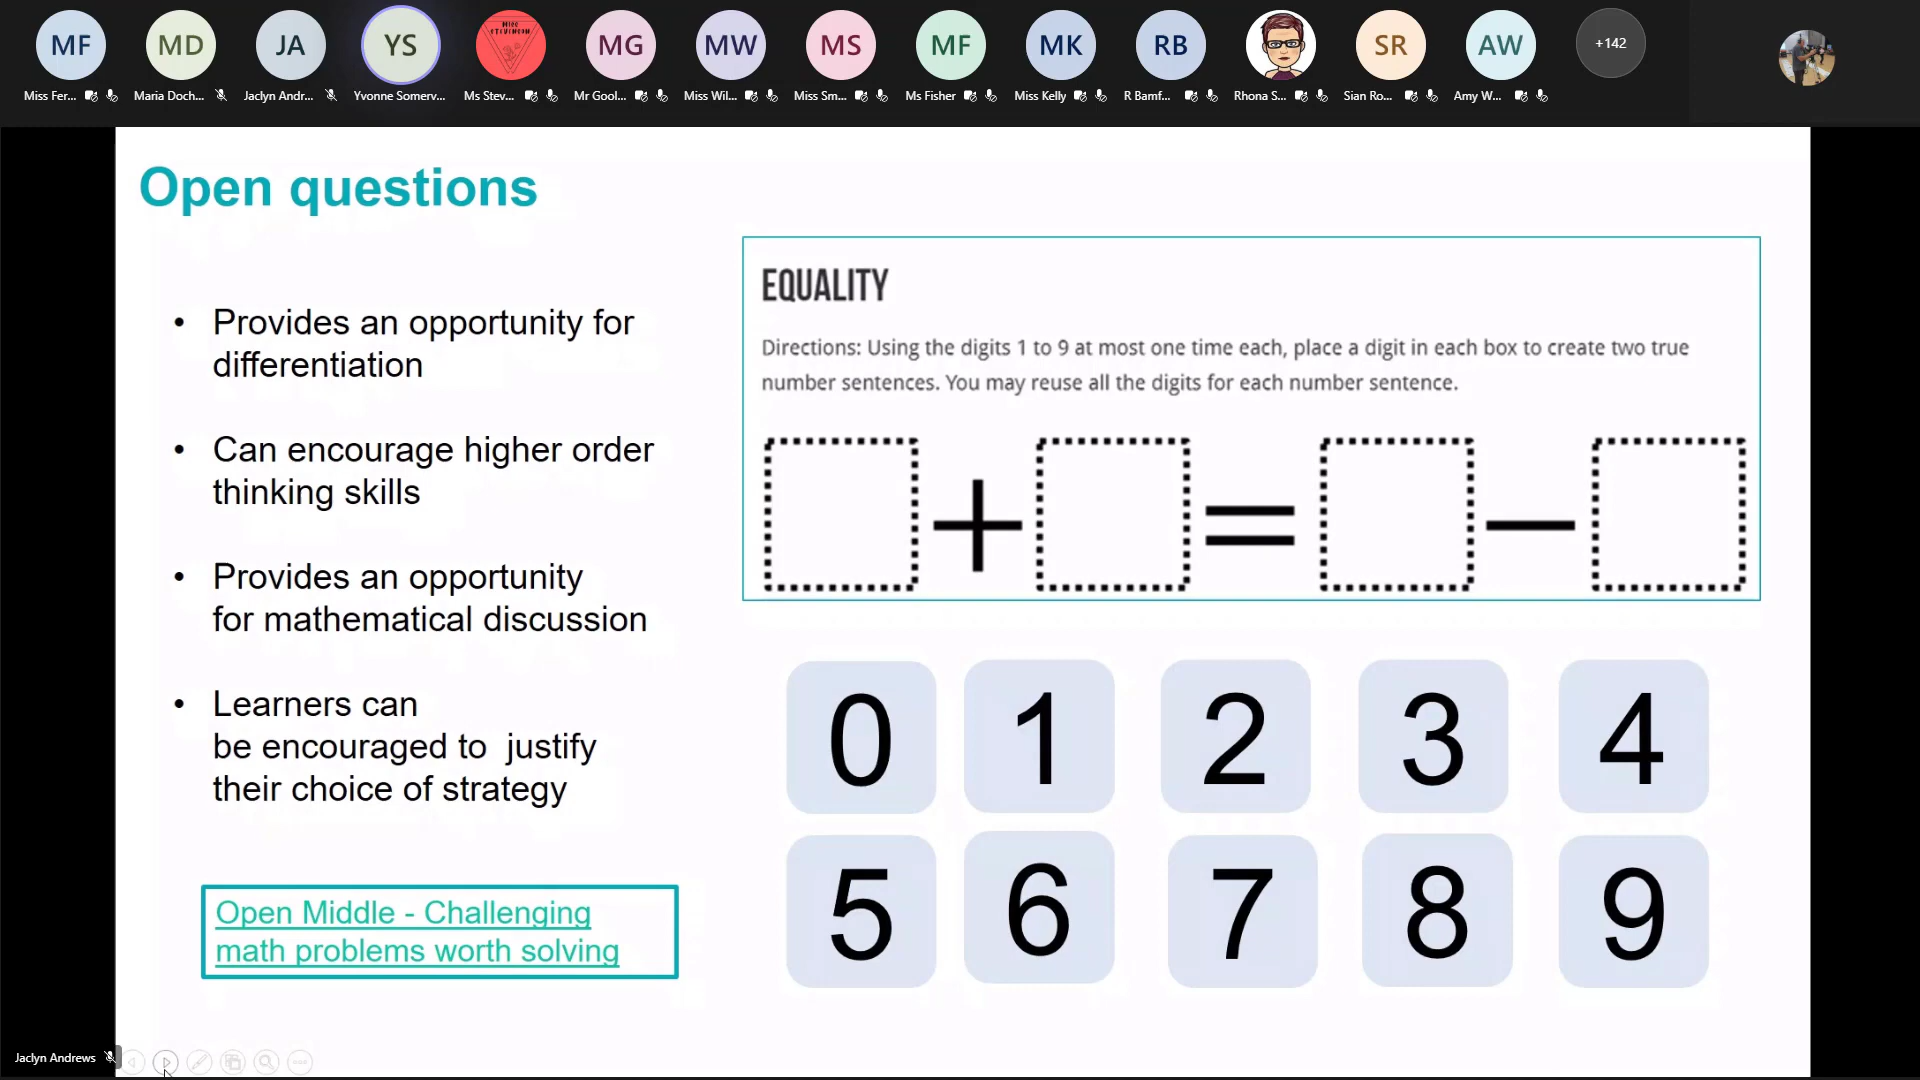 MF
MD
JA
YS
Miss
STEVENSON
MG
MW
MS
MF
MK
RB
SR
AW
+142
Miss Fer...
Maria Doch...
Jaclyn Andr...
Yvonne Somerv...
Ms Stev...
Mr Gool...
Miss Wil...
Miss Sm...
Ms Fisher
Miss Kelly
R Bamf...
Rhona S...
Sian Ro...
Amy W...
Open questions
• Provides an opportunity for
differentiation
• Can encourage higher order
thinking skills
• Provides an opportunity
for mathematical discussion
• Learners can
be encouraged to justify
their choice of strategy
Open Middle - Challenging
math problems worth solving
EQUALITY
Directions: Using the digits 1 to 9 at most one time each, place a digit in each box to create two true
number sentences. You may reuse all the digits for each number sentence.
+ = −
0 1 2 3 4
5 6 7 8 9
Jaclyn Andrews